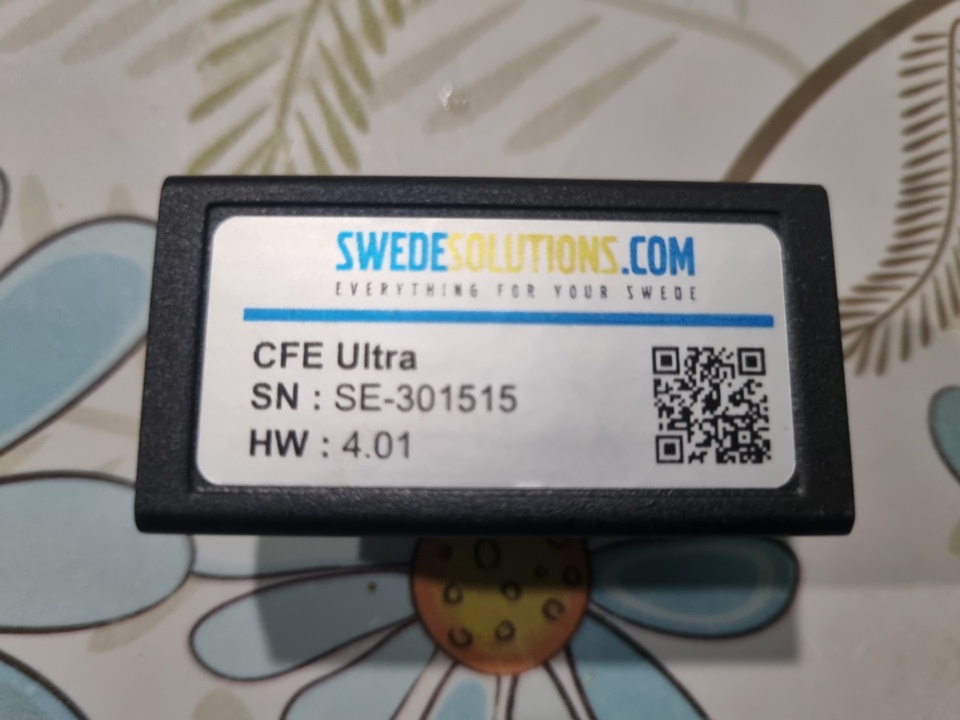 SWEDESOLUTIONS.COM
EVERYTHING FOR YOUR SWEDE
CFE Ultra
SN : SE-301515
HW : 4.01